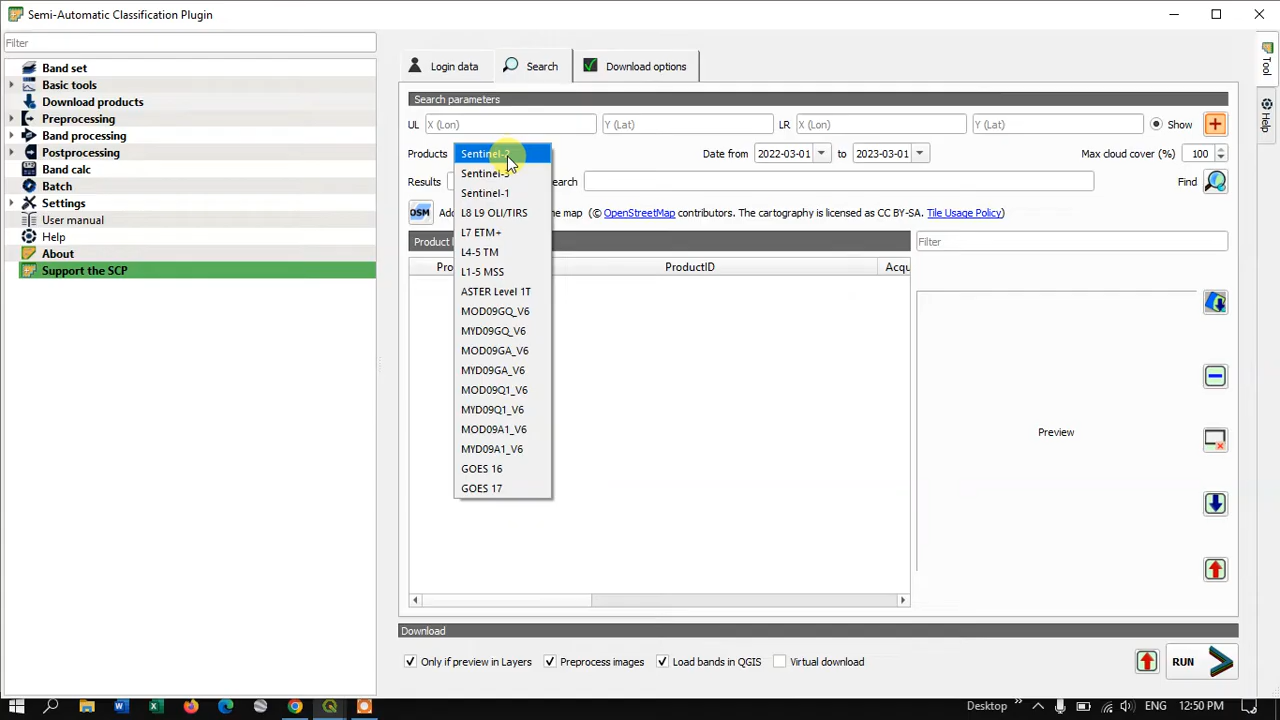 Semi-Automatic Classification Plugin
Filter
Band set
Basic tools
Download products
Preprocessing
Band processing
Postprocessing
Band calc
Batch
Settings
User manual
Help
About
Support the SCP
Login data
Search
Download options
Search parameters
UL X (Lon) Y (Lat) LR X (Lon) Y (Lat) Show
Products Sentinel-2 Date from 2022-03-01 to 2023-03-01 Max cloud cover (%) 100
Sentinel-3
Results earch Find
Sentinel-1
OSM Ad L8 L9 OLI/TIRS e map (© OpenStreetMap contributors. The cartography is licensed as CC BY-SA. Tile Usage Policy)
L7 ETM+
Product Filter
L4-5 TM
Pro ProductID Acqu
L1-5 MSS
ASTER Level 1T
MOD09GQ_V6
MYD09GQ_V6
MOD09GA_V6
MYD09GA_V6
MOD09Q1_V6
MYD09Q1_V6
MOD09A1_V6
MYD09A1_V6
GOES 16
GOES 17
Preview
Download
Only if preview in Layers Preprocess images Load bands in QGIS Virtual download RUN
Tool
Help
Desktop ENG 12:50 PM